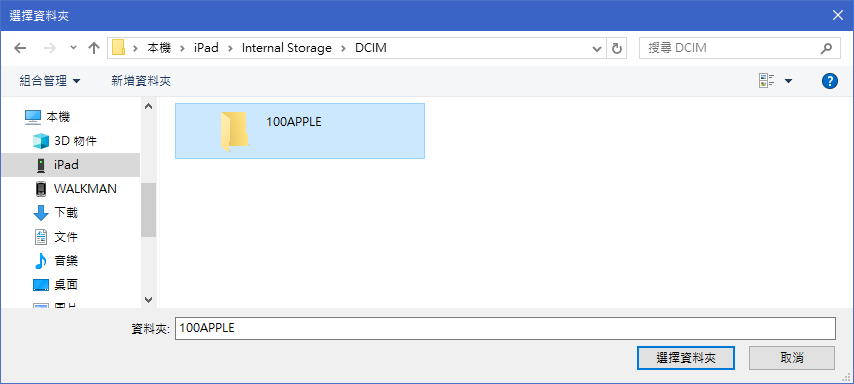 選擇資料夾
本機 iPad Internal Storage DCIM
搜尋 DCIM
組合管理
新增資料夾
本機
3D 物件
iPad
WALKMAN
下載
文件
音樂
桌面
100APPLE
資料夾: 100APPLE
選擇資料夾
取消